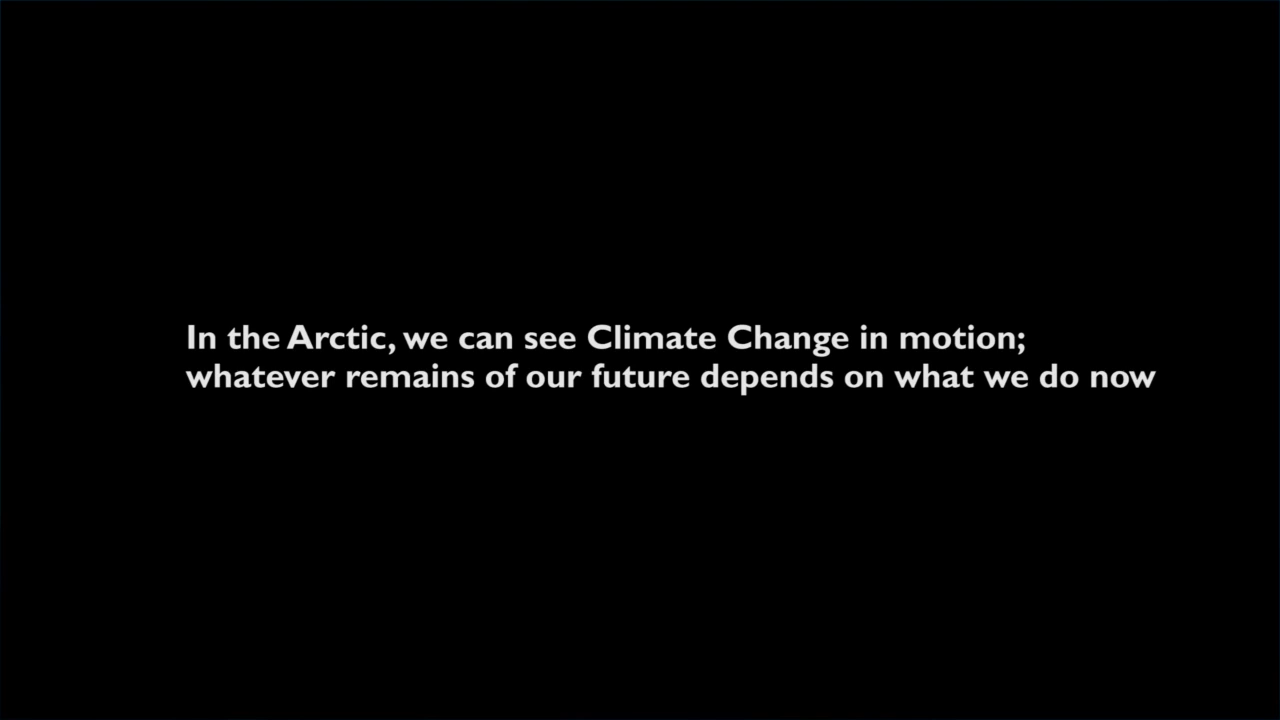 In the Arctic, we can see Climate Change in motion;
whatever remains of our future depends on what we do now